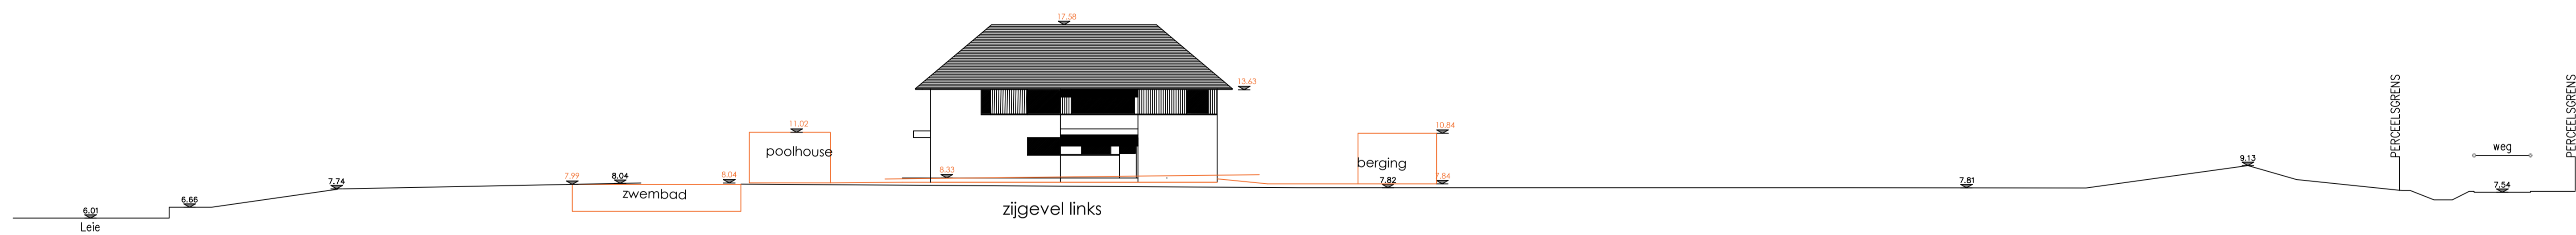 17.58
13.63
11.02
10.84
poolhouse
berging
PERCEELSGRENS
weg
PERCEELSGRENS
9.13
8.33
7.99
8.04
8.04
7.84
7.74
7.82
7.81
7.54
zwembad
6.66
6.01
zijgevel links
Leie